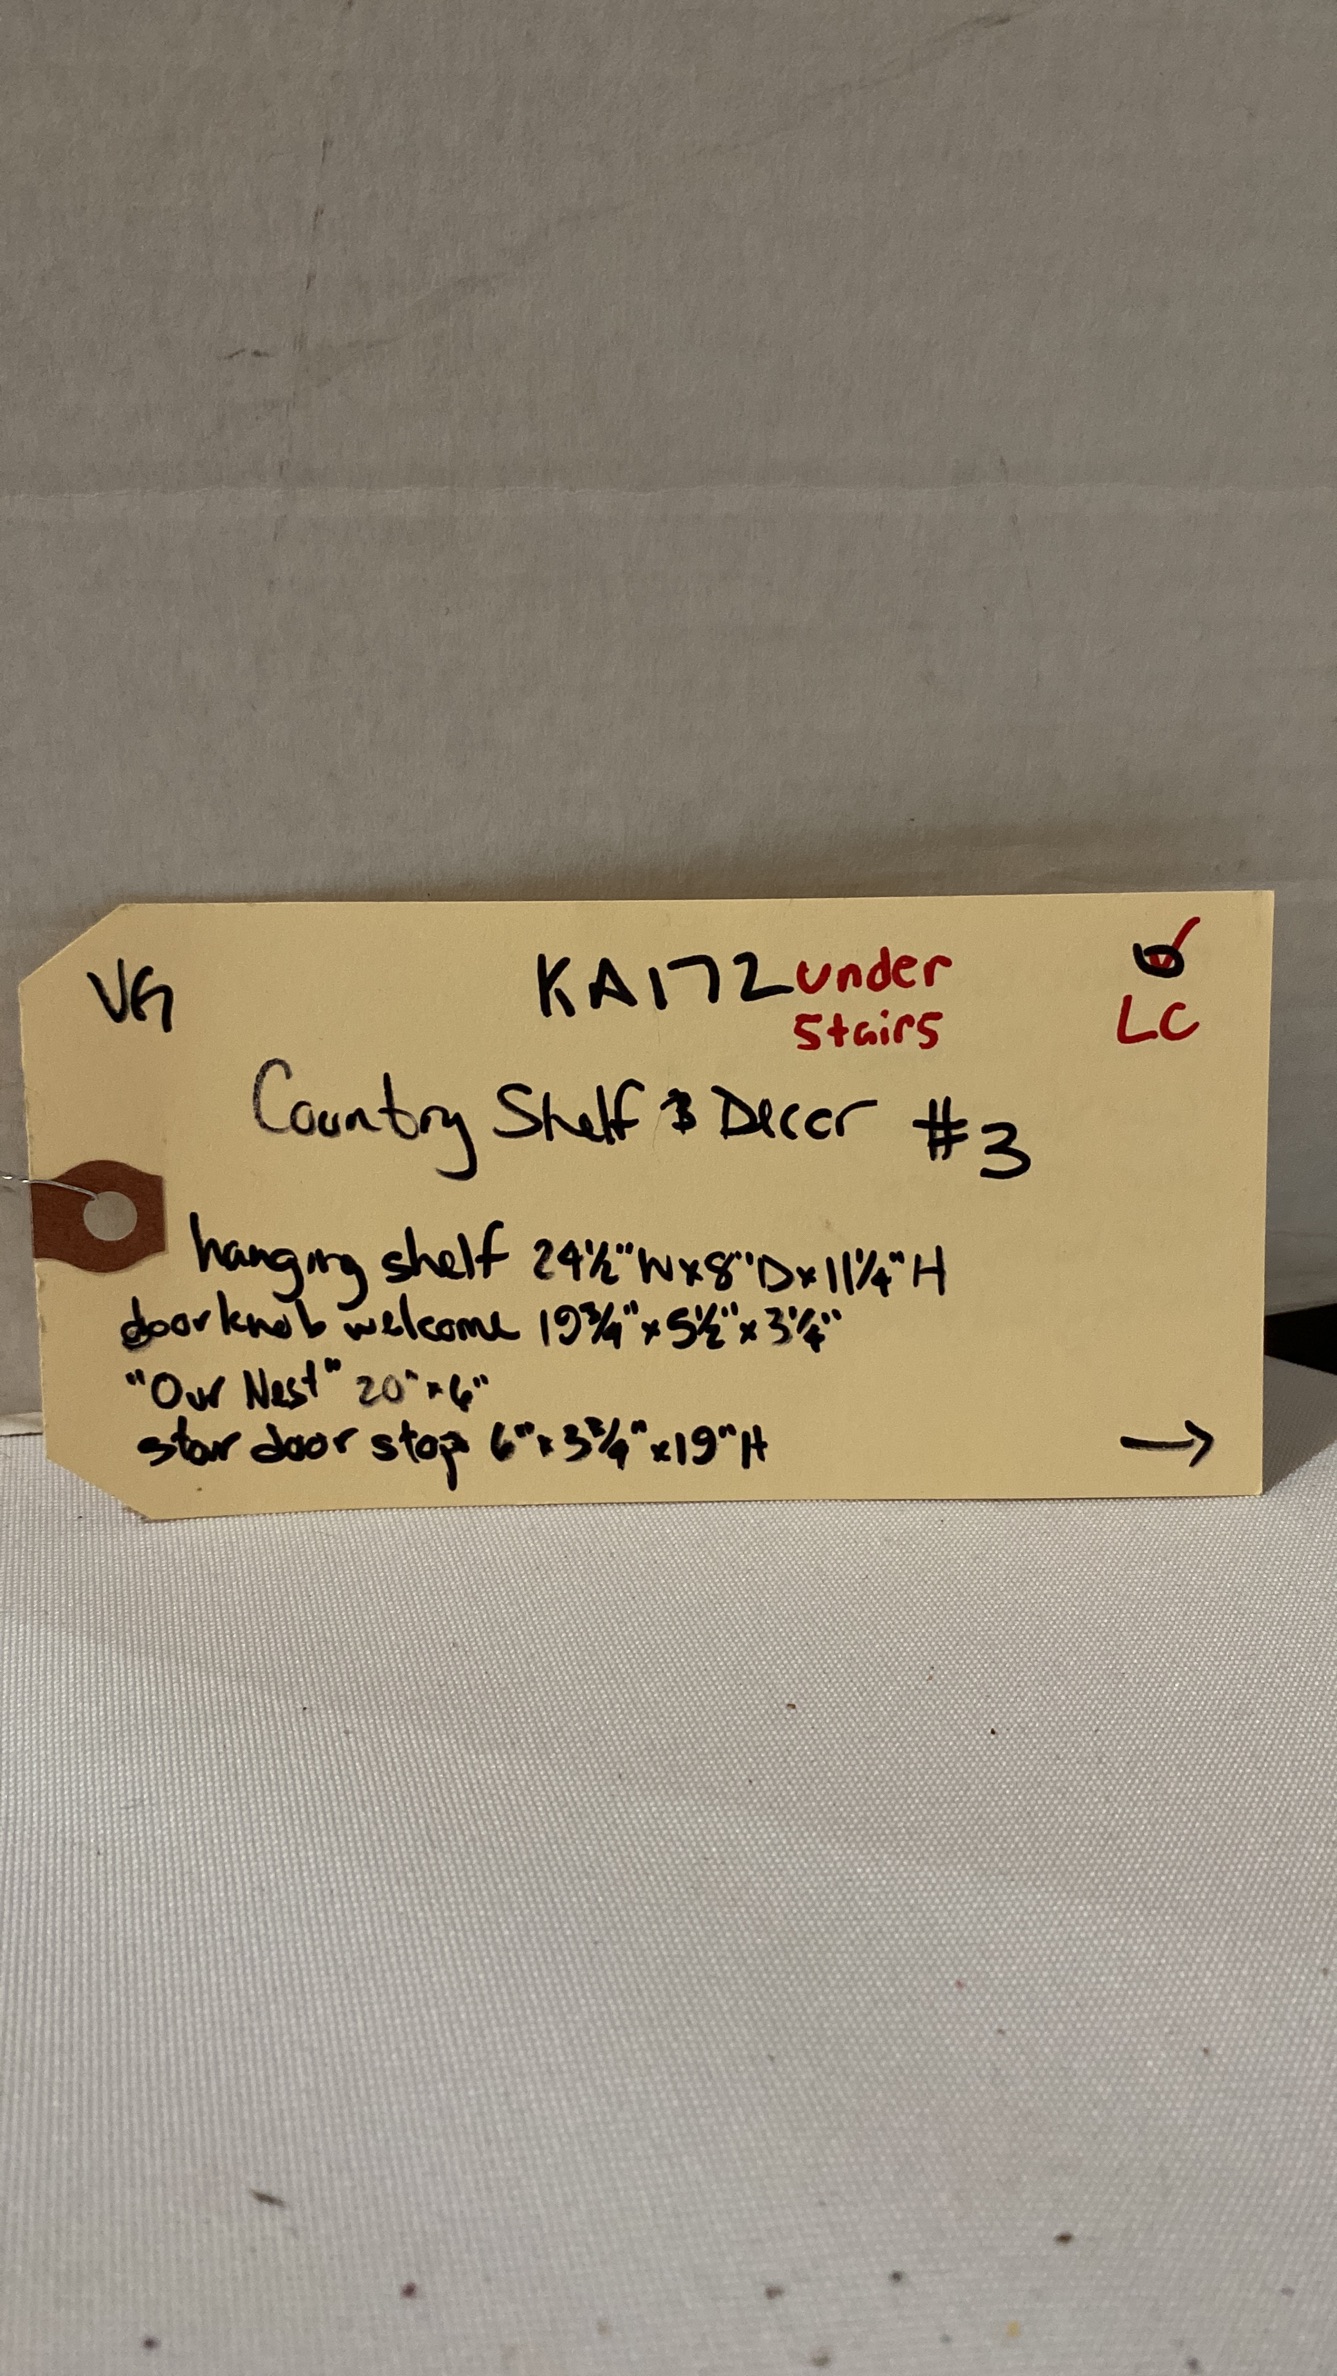 VG KA172 under ✓
stairs LC
Country Shelf & Decor #3
hanging shelf 24½"W x 8"D x 11¼"H
doorknob welcome 19¾" x 5½" x 3¼"
"Our Nest" 20" x 6"
star door stop 6" x 3¾" x 19"H →